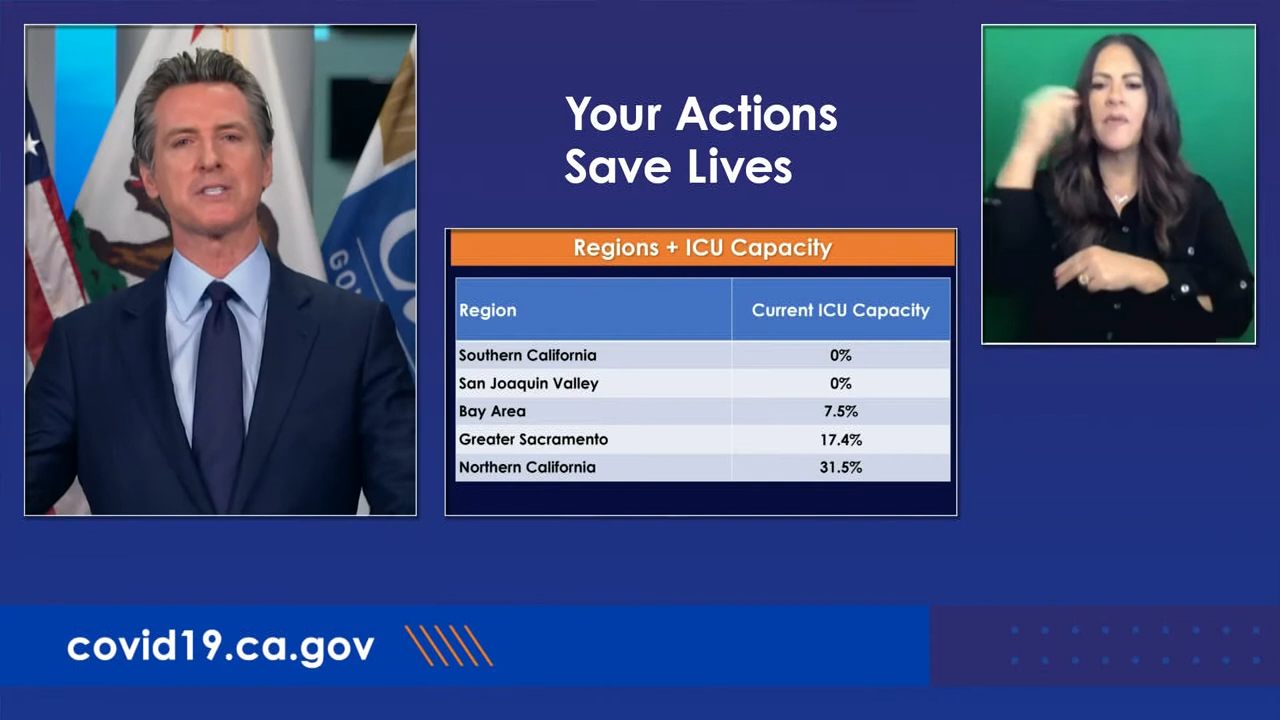 Your Actions
Save Lives
Regions + ICU Capacity
Region Current ICU Capacity
Southern California 0%
San Joaquin Valley 0%
Bay Area 7.5%
Greater Sacramento 17.4%
Northern California 31.5%
covid19.ca.gov